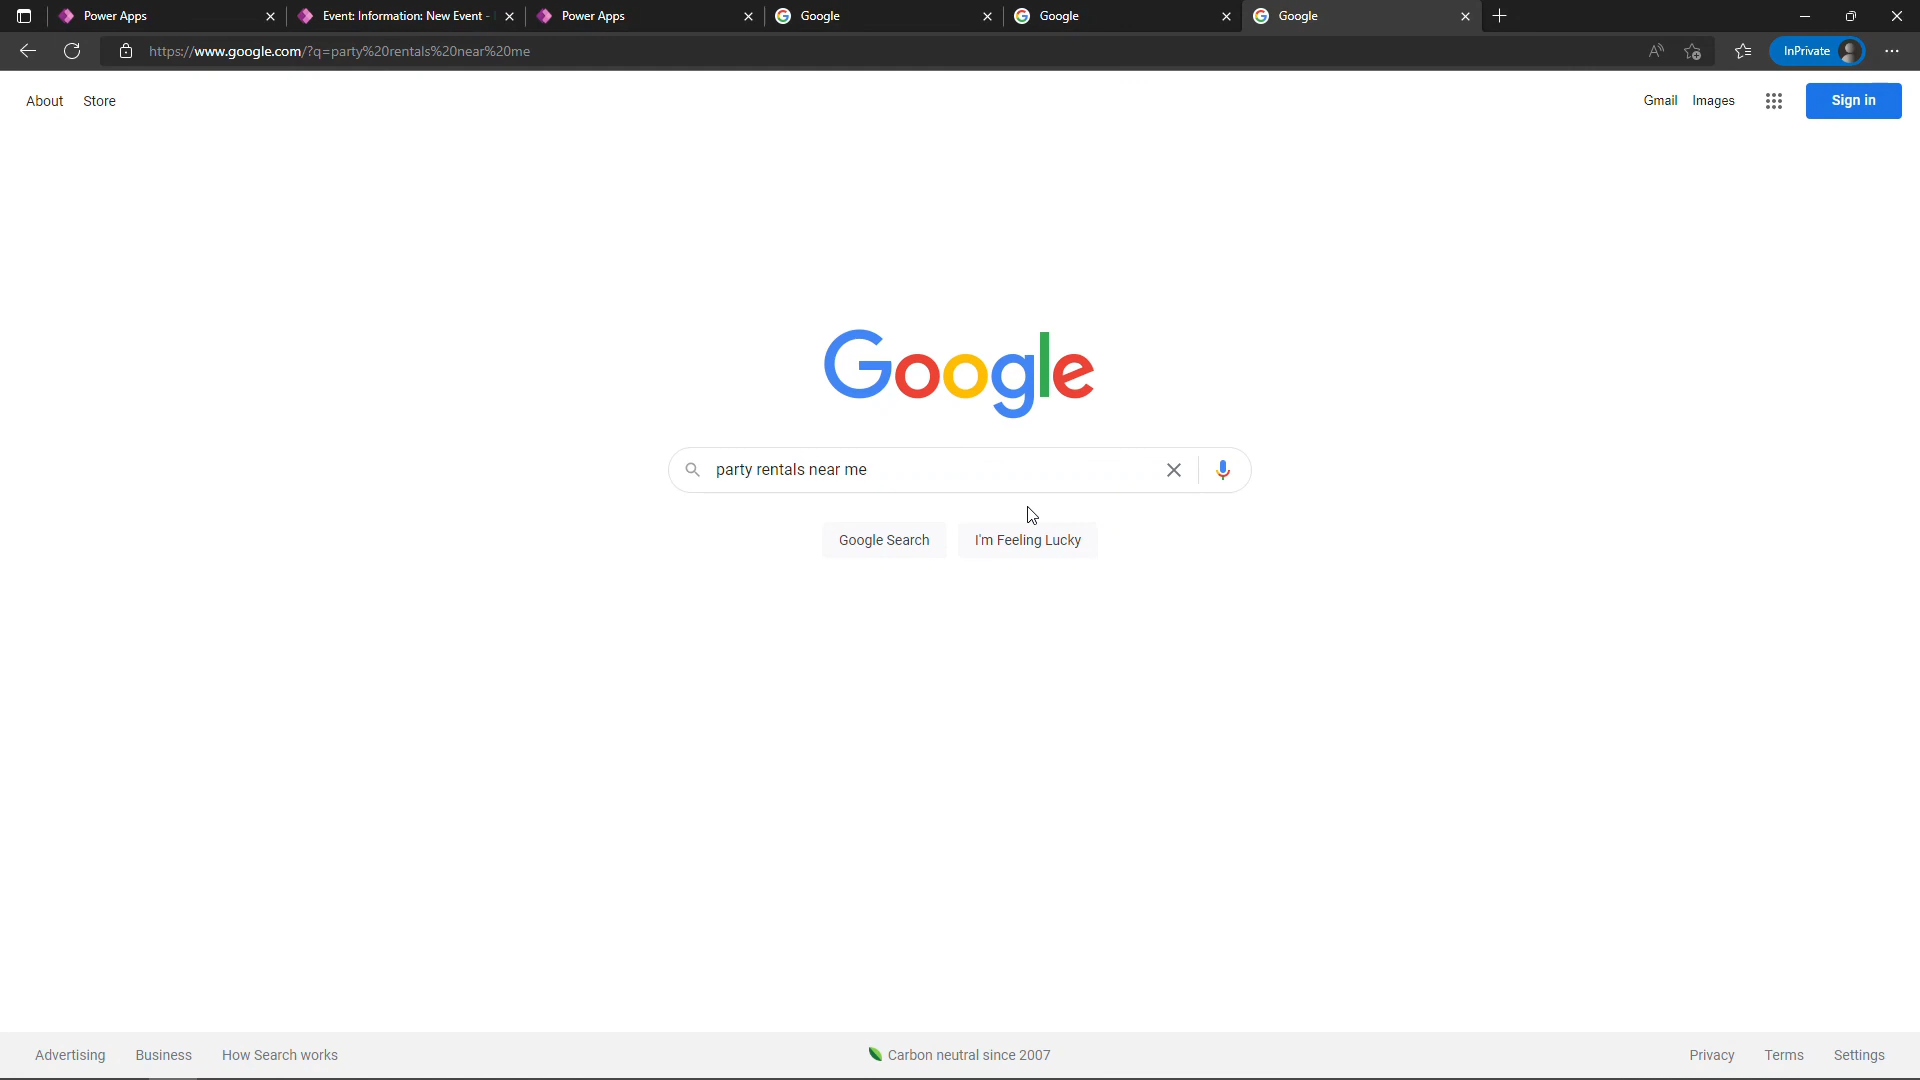 Power Apps
Event: Information: New Event -
Power Apps
Google
Google
Google
https://www.google.com/?q=party%20rentals%20near%20me
InPrivate
About Store
Gmail Images
Sign in
Google
party rentals near me
Google Search
I'm Feeling Lucky
Advertising Business How Search works
Carbon neutral since 2007
Privacy Terms Settings